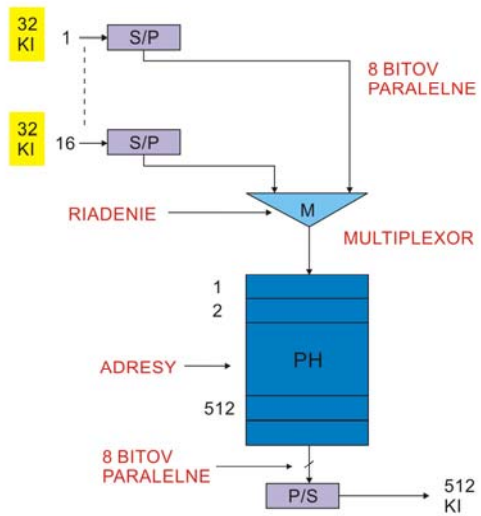 32
KI
1
S/P
8 BITOV
PARALELNE
32
KI
16
S/P
RIADENIE
M
MULTIPLEXOR
1
2
PH
ADRESY
512
8 BITOV
PARALELNE
P/S
512
KI